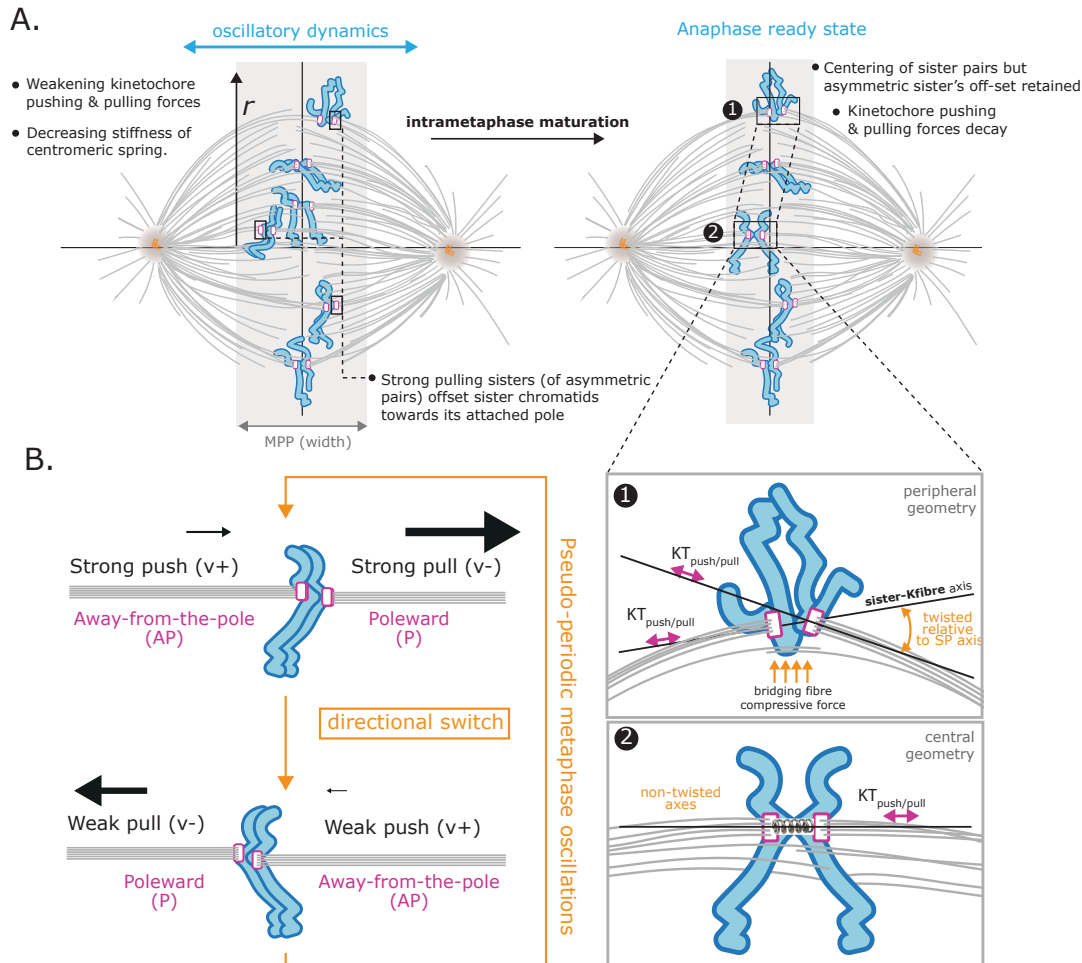 A.
oscillatory dynamics
Anaphase ready state
• Weakening kinetochore
pushing & pulling forces
• Decreasing stiffness of
centromeric spring.
r
intrametaphase maturation
• Centering of sister pairs but
asymmetric sister's off-set retained
• Kinetochore pushing
& pulling forces decay
1
2
• Strong pulling sisters (of asymmetric
pairs) offset sister chromatids
towards its attached pole
MPP (width)
B.
Strong push (v+)
Strong pull (v-)
Away-from-the-pole
(AP)
Poleward
(P)
directional switch
Weak pull (v-)
Weak push (v+)
Poleward
(P)
Away-from-the-pole
(AP)
Pseudo-periodic metaphase oscillations
1
peripheral
geometry
KTpush/pull
KTpush/pull
sister-Kfibre axis
twisted
relative
to SP axis
bridging fibre
compressive force
2
central
geometry
non-twisted
axes
KTpush/pull